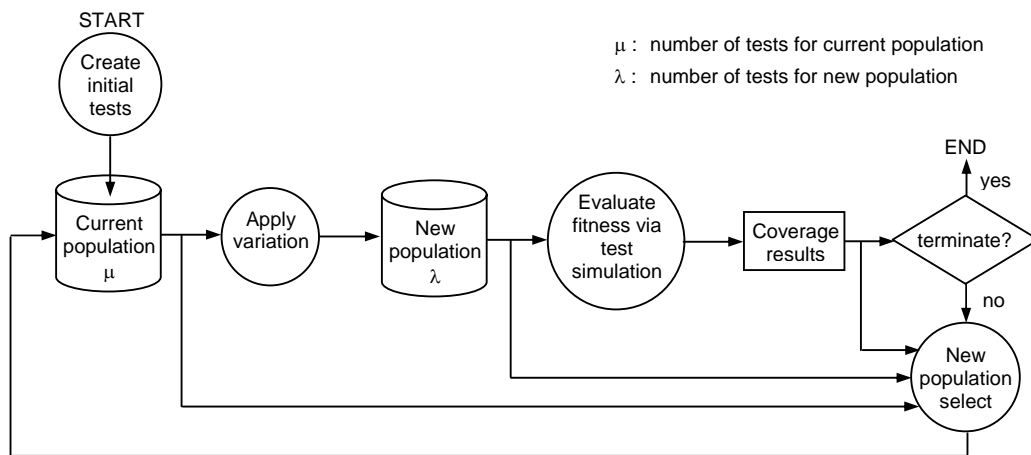 START
Create
initial
tests
μ : number of tests for current population
λ : number of tests for new population
Current
population
μ
Apply
variation
New
population
λ
Evaluate
fitness via
test
simulation
Coverage
results
END
yes
terminate?
no
New
population
select